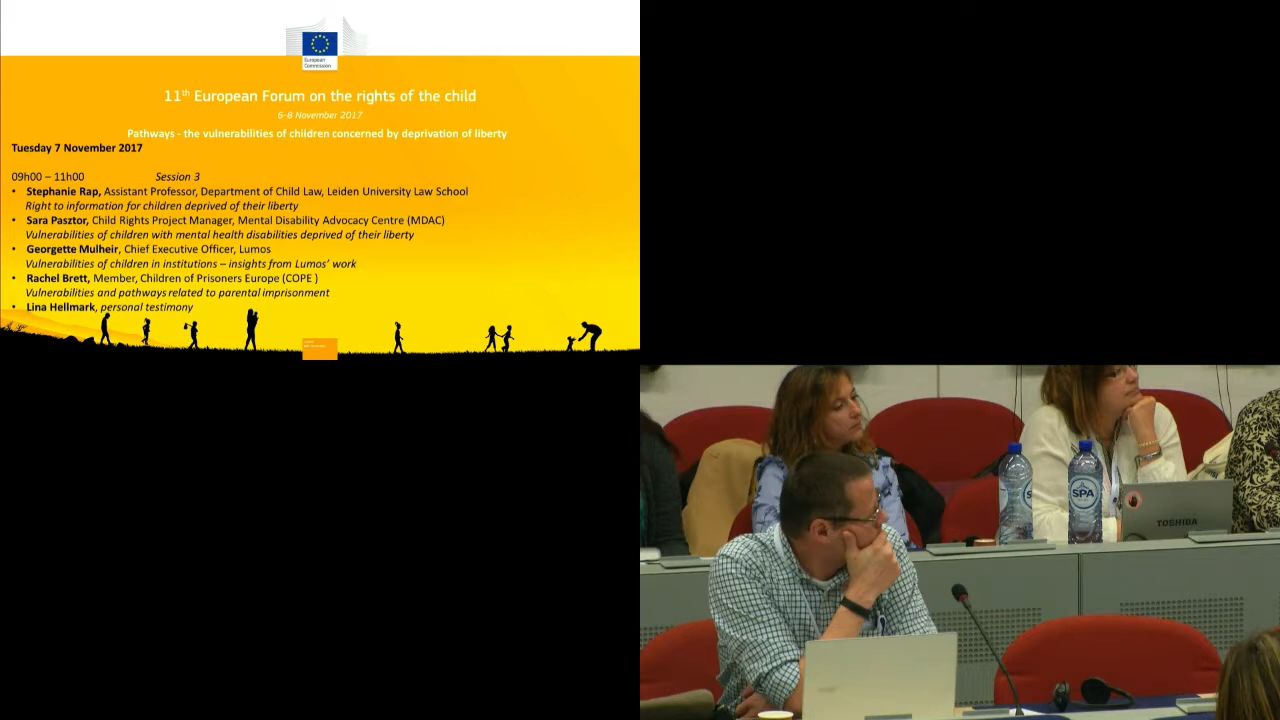 European
Commission
11th European Forum on the rights of the child
6-8 November 2017
Pathways - the vulnerabilities of children concerned by deprivation of liberty
Tuesday 7 November 2017
09h00 – 11h00 Session 3
• Stephanie Rap, Assistant Professor, Department of Child Law, Leiden University Law School
Right to information for children deprived of their liberty
• Sara Pasztor, Child Rights Project Manager, Mental Disability Advocacy Centre (MDAC)
Vulnerabilities of children with mental health disabilities deprived of their liberty
• Georgette Mulheir, Chief Executive Officer, Lumos
Vulnerabilities of children in institutions – insights from Lumos' work
• Rachel Brett, Member, Children of Prisoners Europe (COPE )
Vulnerabilities and pathways related to parental imprisonment
• Lina Hellmark, personal testimony
SPA
TOSHIBA